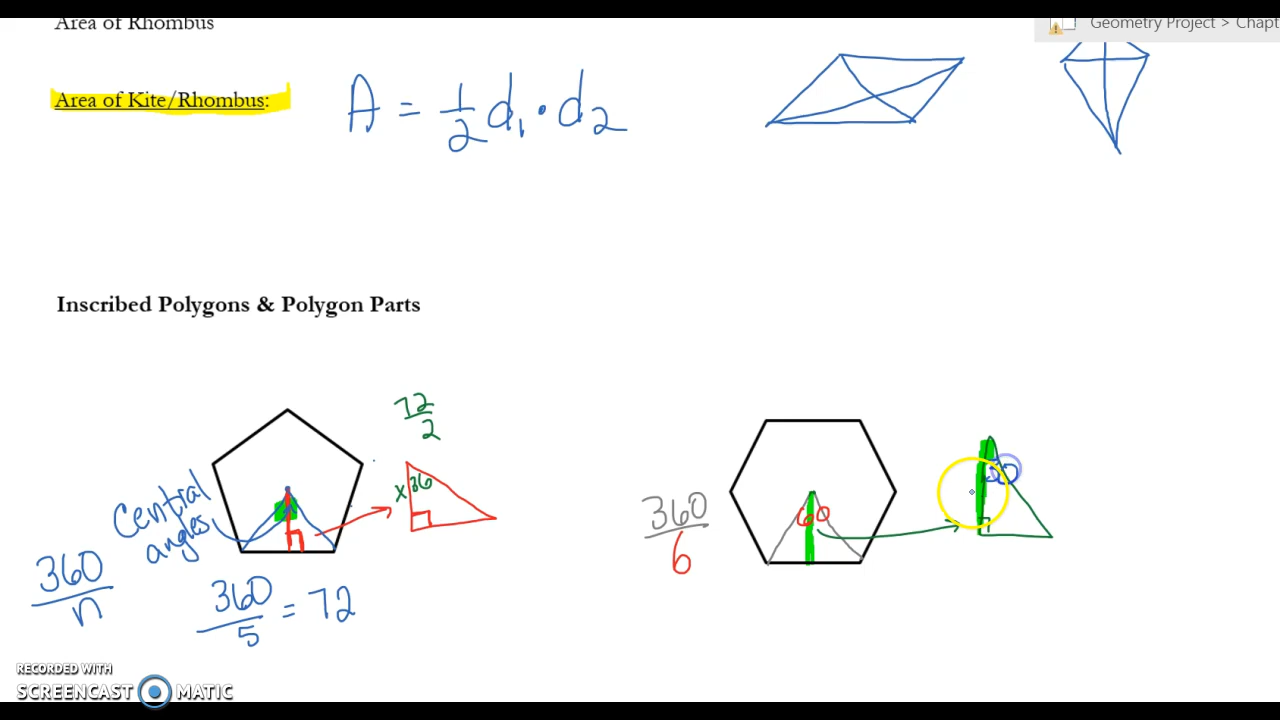 Area of Rhombus
Geometry Project > Chapt
Area of Kite/Rhombus:
A = 1/2 d1 · d2
Inscribed Polygons & Polygon Parts
72/2
x 36
Central angles
360/n
360/5 = 72
360/6
60
30
RECORDED WITH
SCREENCAST MATIC